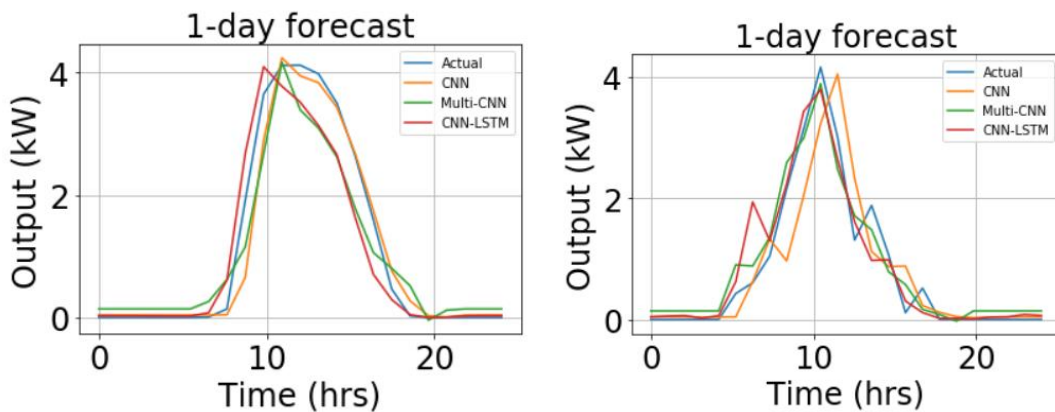 1-day forecast
Output (kW)
4
2
0
Actual
CNN
Multi-CNN
CNN-LSTM
0 10 20
Time (hrs)
1-day forecast
Output (kW)
4
2
0
Actual
CNN
Multi-CNN
CNN-LSTM
0 10 20
Time (hrs)